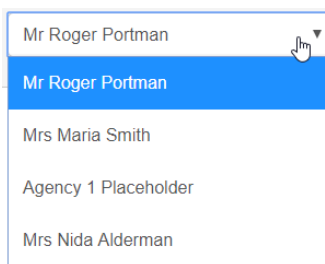 Mr Roger Portman
Mr Roger Portman
Mrs Maria Smith
Agency 1 Placeholder
Mrs Nida Alderman